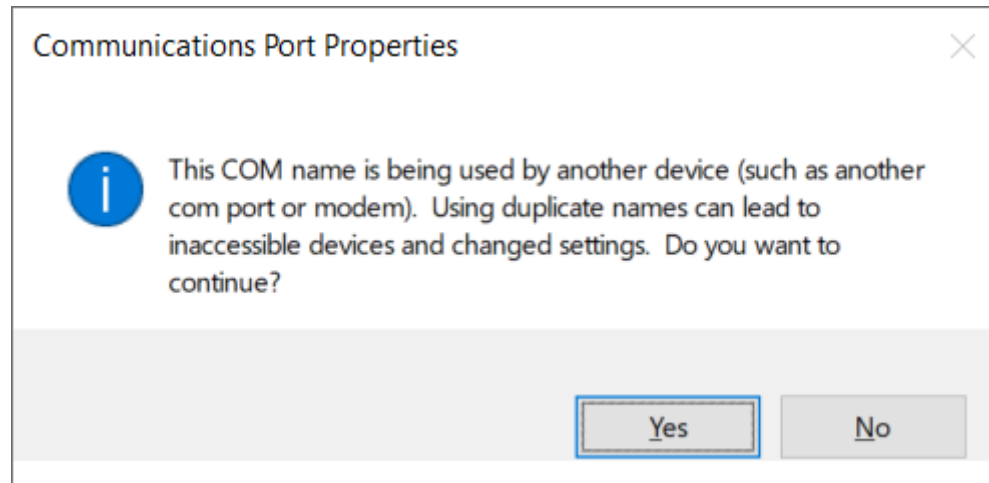 Communications Port Properties
This COM name is being used by another device (such as another
com port or modem).  Using duplicate names can lead to
inaccessible devices and changed settings.  Do you want to
continue?
Yes
No